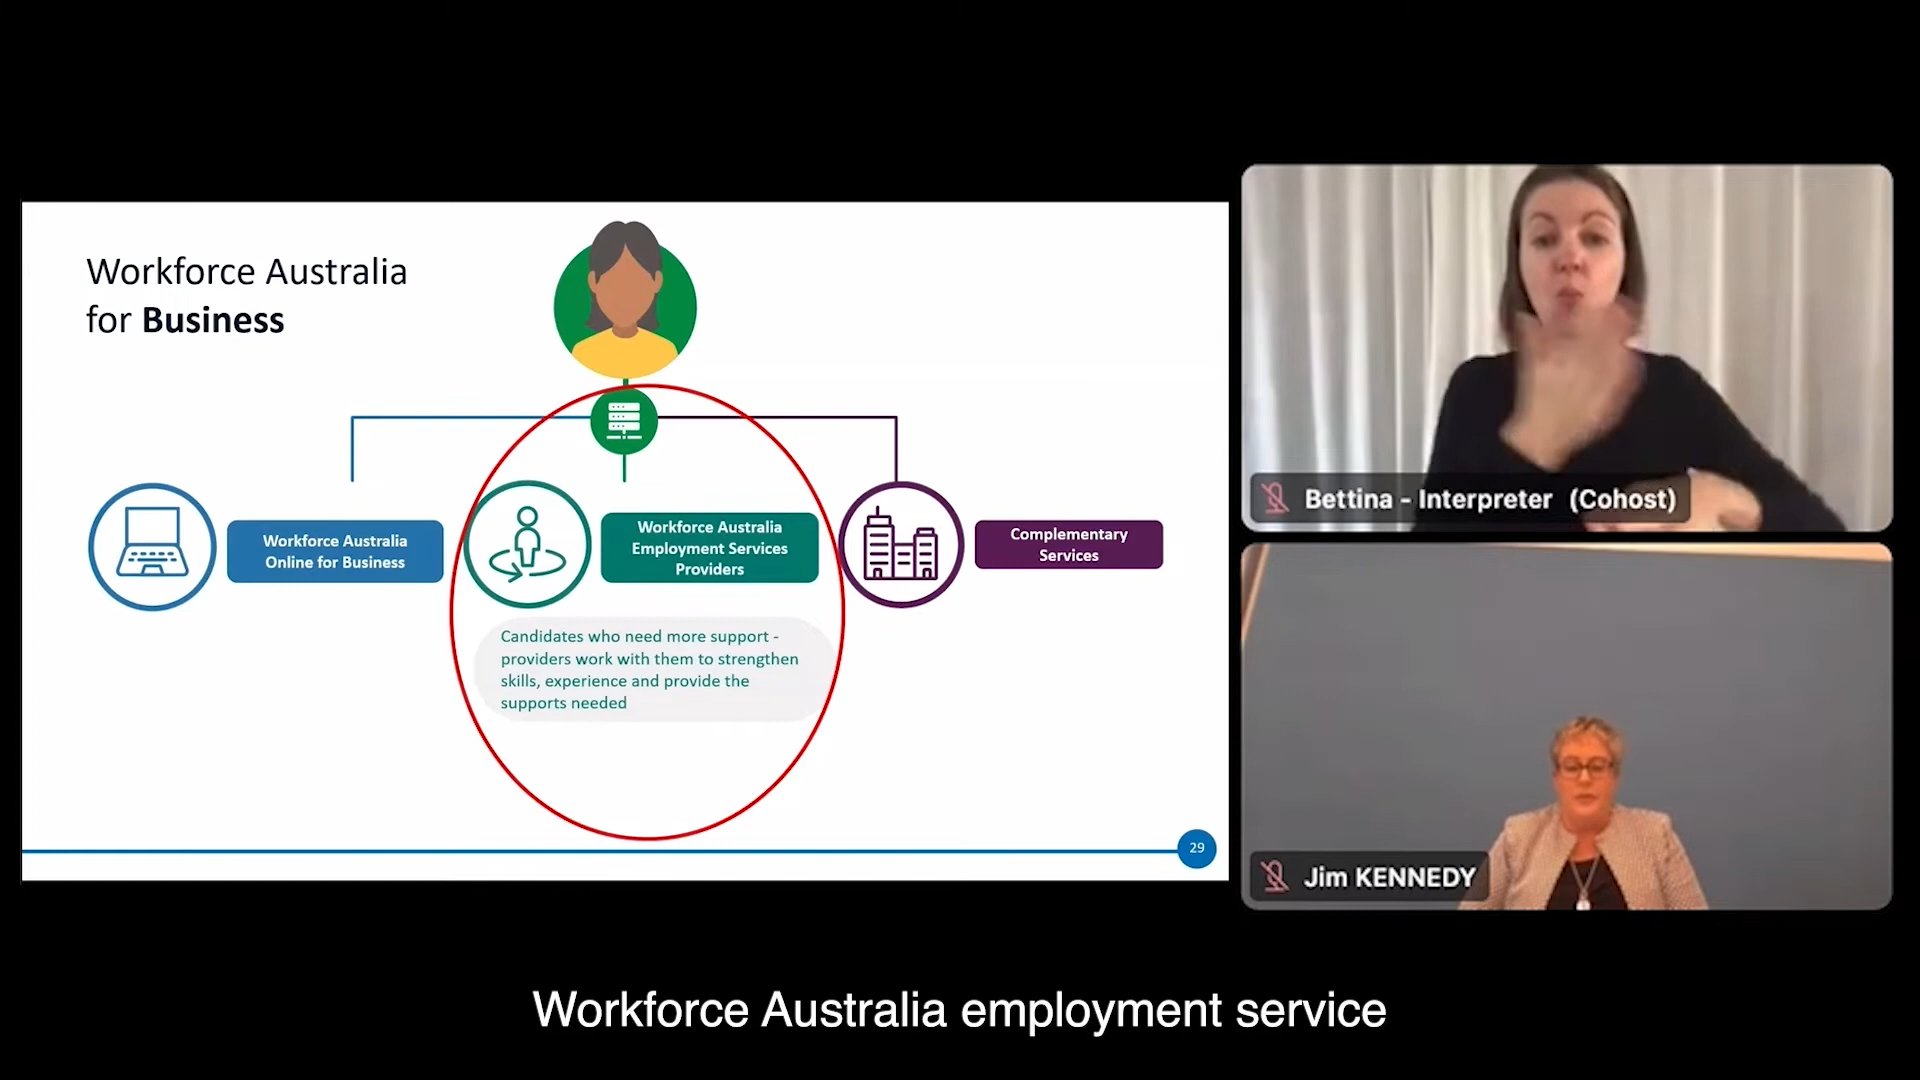 Workforce Australia
for Business
Workforce Australia
Online for Business
Workforce Australia
Employment Services
Providers
Complementary
Services
Candidates who need more support -
providers work with them to strengthen
skills, experience and provide the
supports needed
29
Bettina - Interpreter (Cohost)
Jim KENNEDY
Workforce Australia employment service